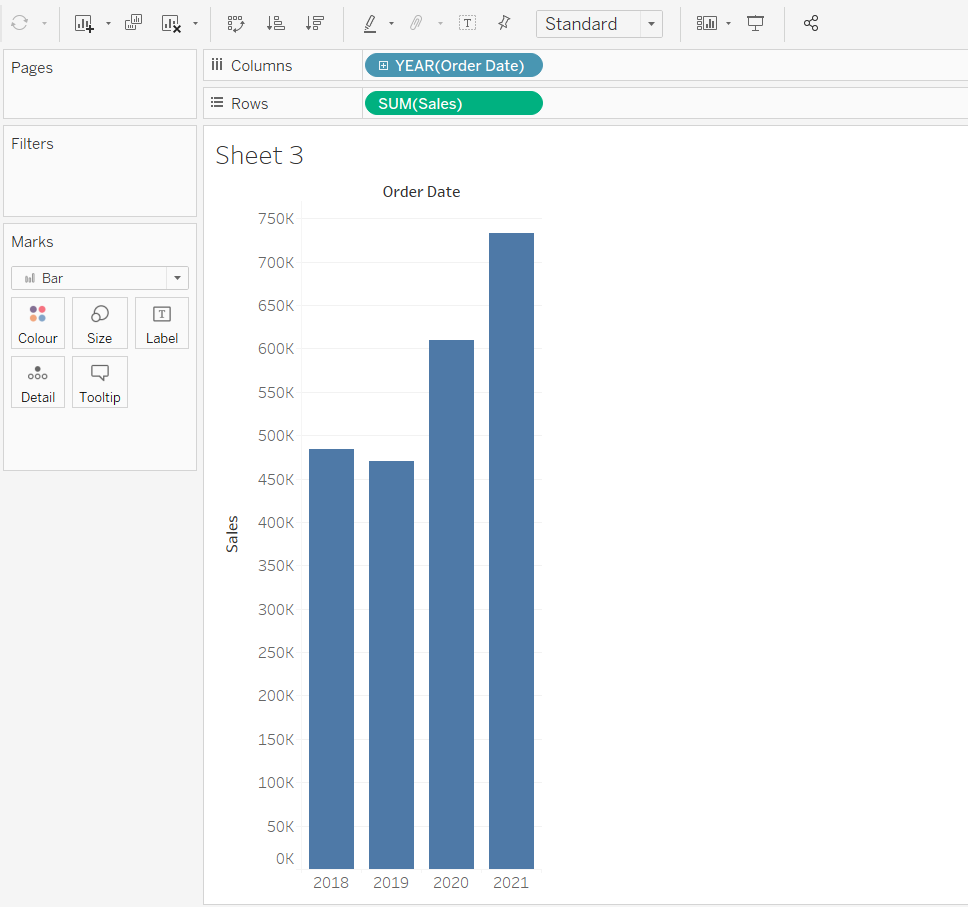 Standard
Pages
Columns
YEAR(Order Date)
Rows
SUM(Sales)
Filters
Marks
Bar
Colour
Size
T
Label
Detail
Tooltip
Sheet 3
Order Date
750K
700K
650K
600K
550K
500K
450K
400K
350K
300K
250K
200K
150K
100K
50K
0K
Sales
2018 2019 2020 2021